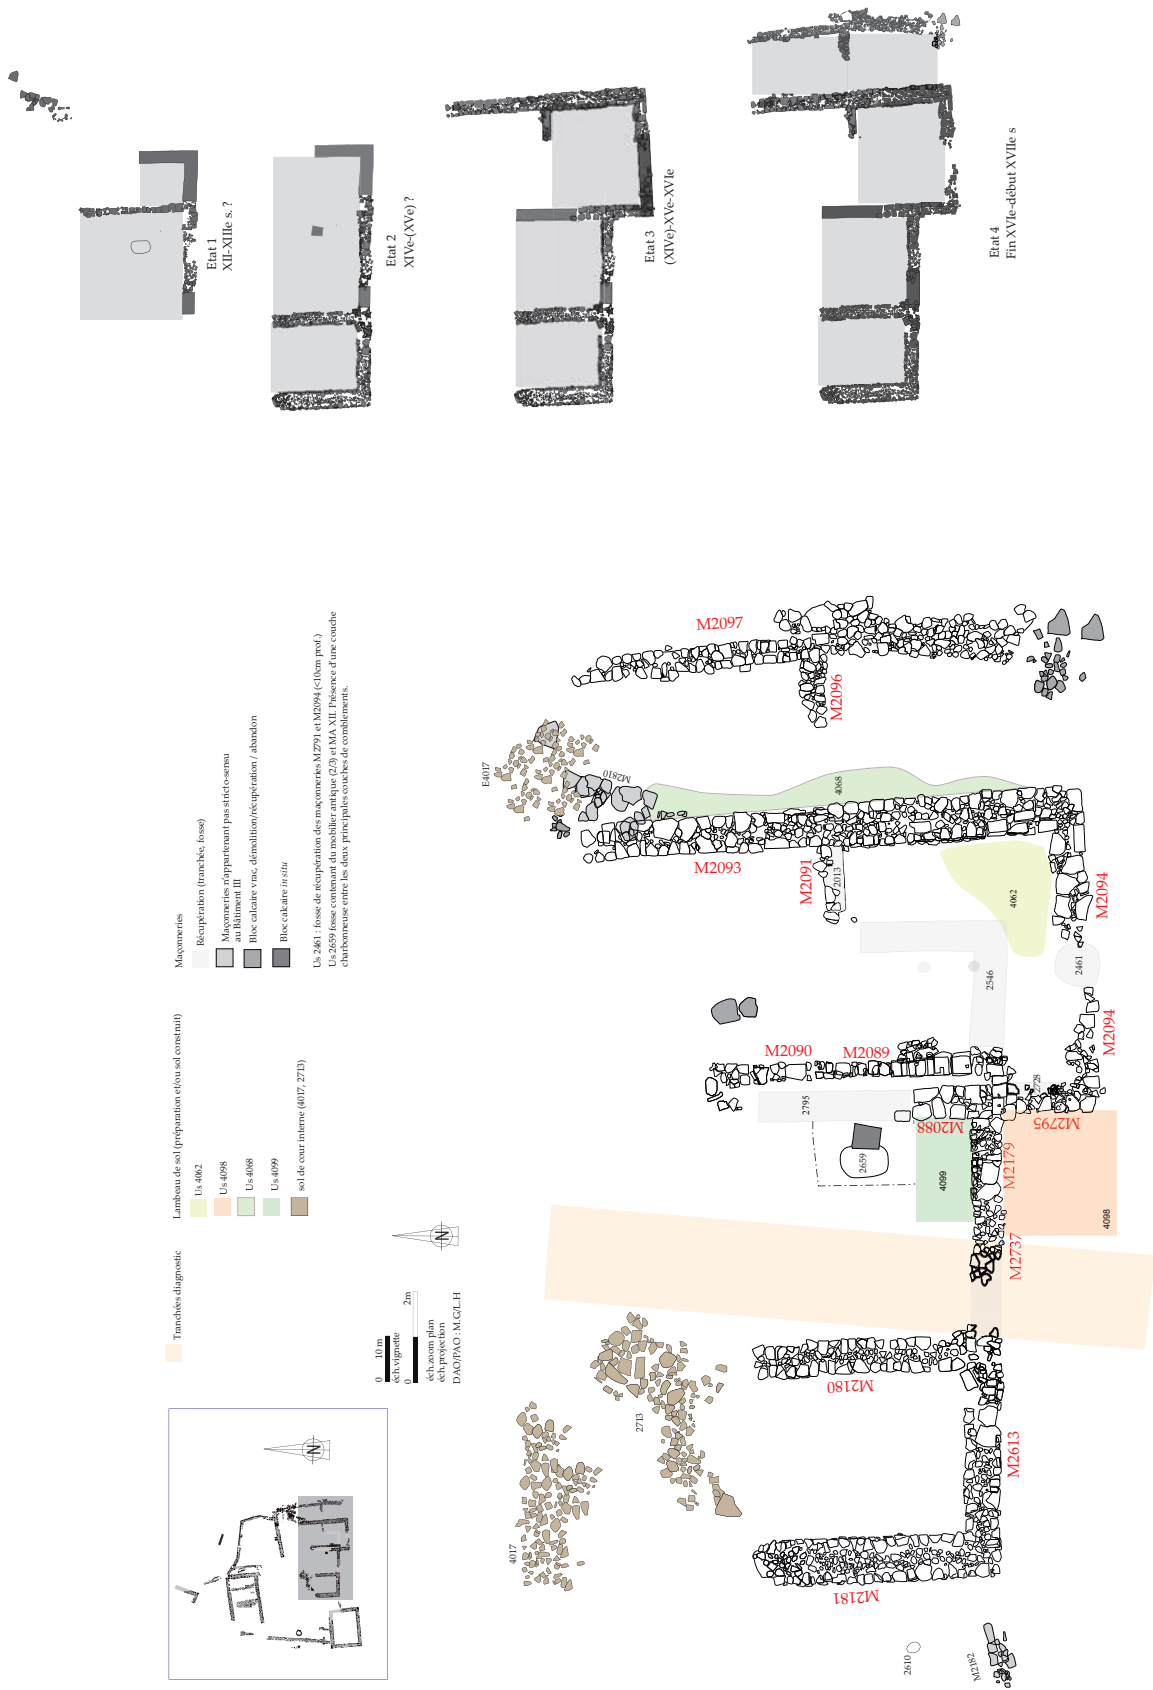 Etat 1
XII-XIIIe s. ?
Etat 2
XIVe-(XVe) ?
Etat 3
(XIVe)-XVe-XVIe
Etat 4
Fin XVIe-début XVIIe s
Tranchées diagnostic
Lambeau de sol (préparation et/ou sol construit)
Us 4062
Us 4098
Us 4068
Us 4099
sol de cour interne (4017, 2713)
Maçonneries
Récupération (tranchée, fosse)
Maçonneries n'appartenant pas stricto-sensu
au Bâtiment III
Bloc calcaire vrac, démolition/récupération / abandon
Bloc calcaire in situ
Us 2461 : fosse de récupération des maçonneries M2791 et M2094 (<10cm prof.)
Us 2659 fosse contenant du mobilier antique (2/3) et MA XII. Présence d'une couche
charbonneuse entre les deux principales couches de comblements.
0 10 m
éch.vignette
0 2m
éch.zoom plan
éch.projection
DAO/PAO : M.G/L.H
N
N
E4017
M2810
M2097
M2096
4068
M2093
M2091
2013
4062
M2094
2461
2546
M2094
M2090
M2089
2795
2728
M2088
M2795
2659
4099
M2179
4098
M2737
M2180
2713
4017
M2613
M2181
2610
M2182